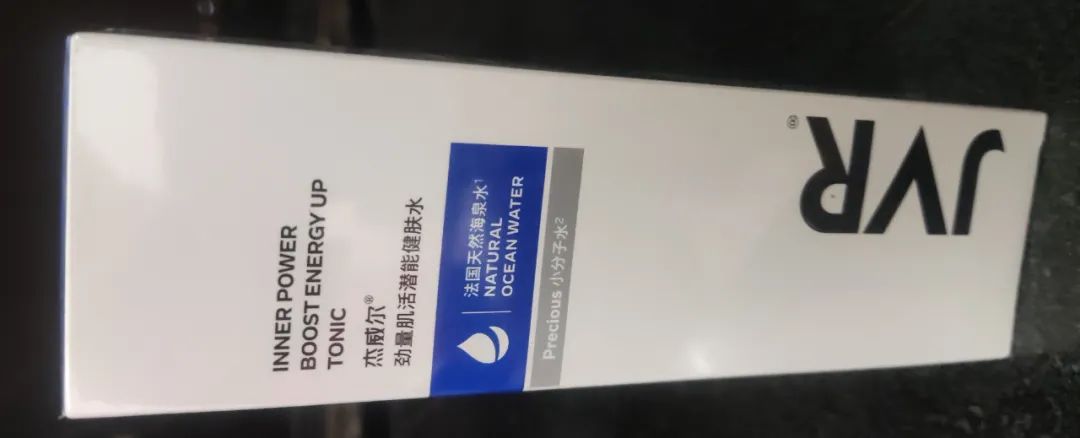 INNER POWER
BOOST ENERGY UP
TONIC
杰威尔®
劲量肌活潜能健肤水
法国天然海泉水¹
NATURAL
OCEAN WATER
Precious 小分子水²
JVR®